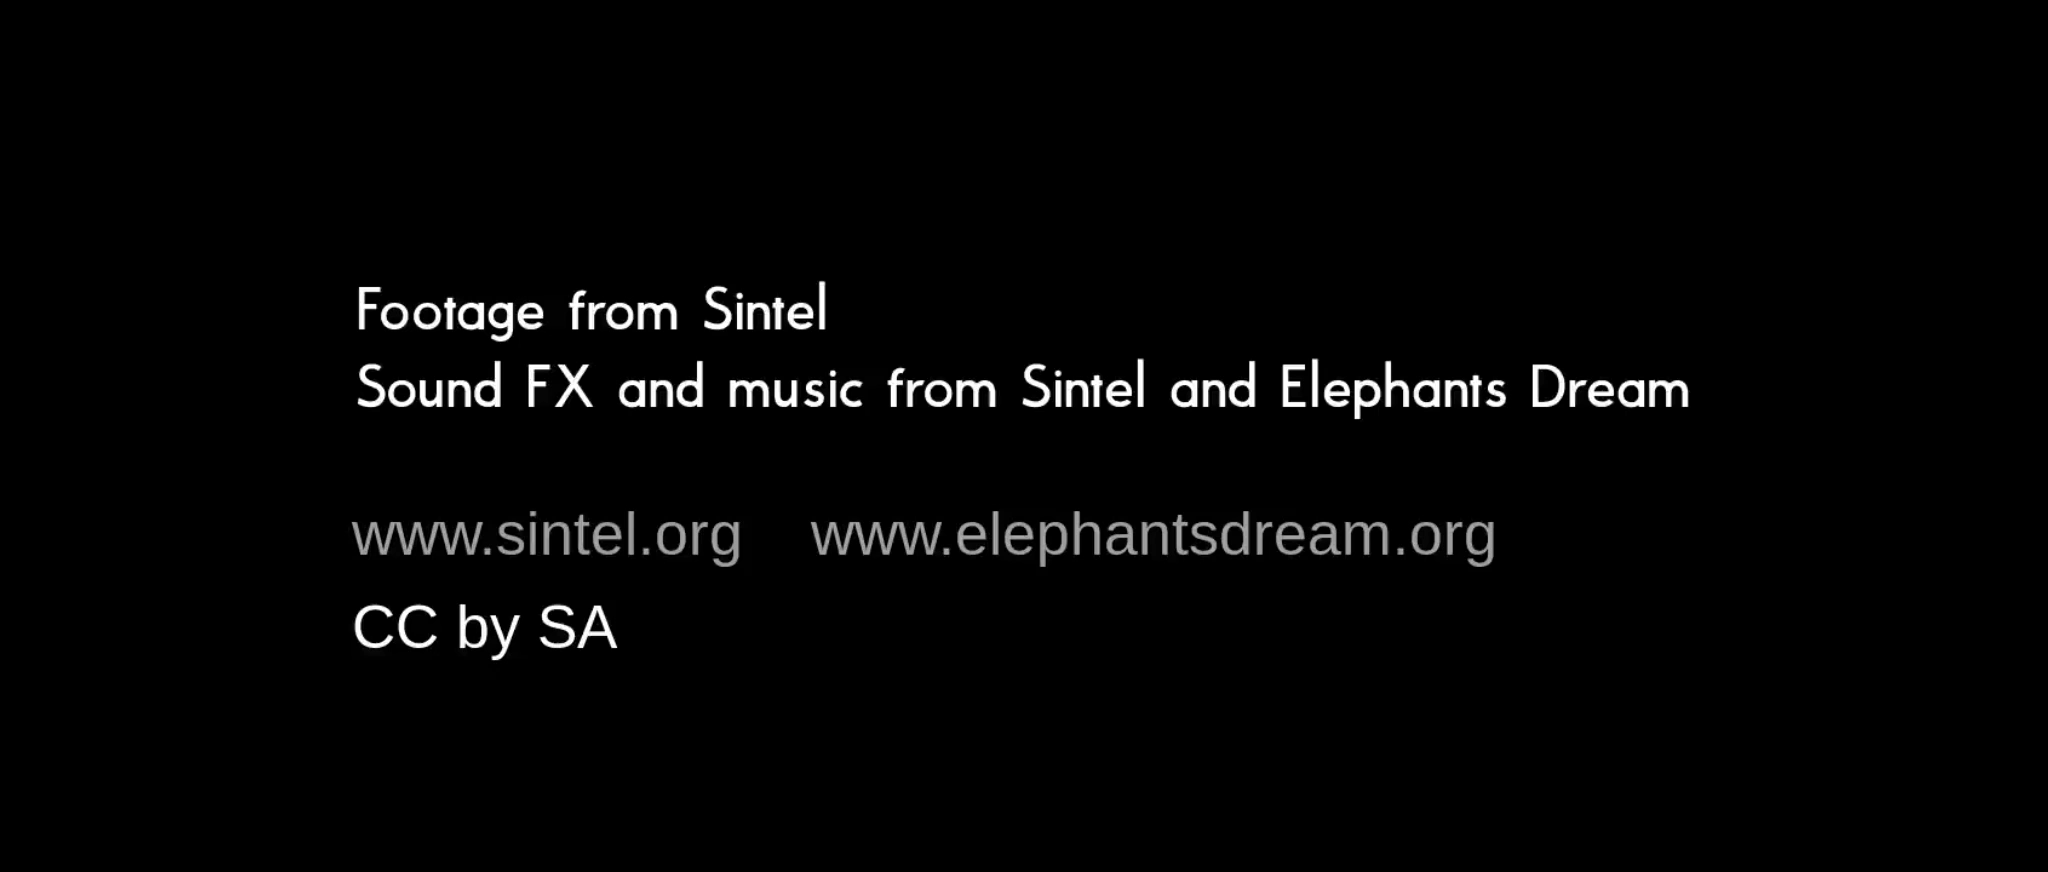 Footage from Sintel
Sound FX and music from Sintel and Elephants Dream
www.sintel.org www.elephantsdream.org
CC by SA